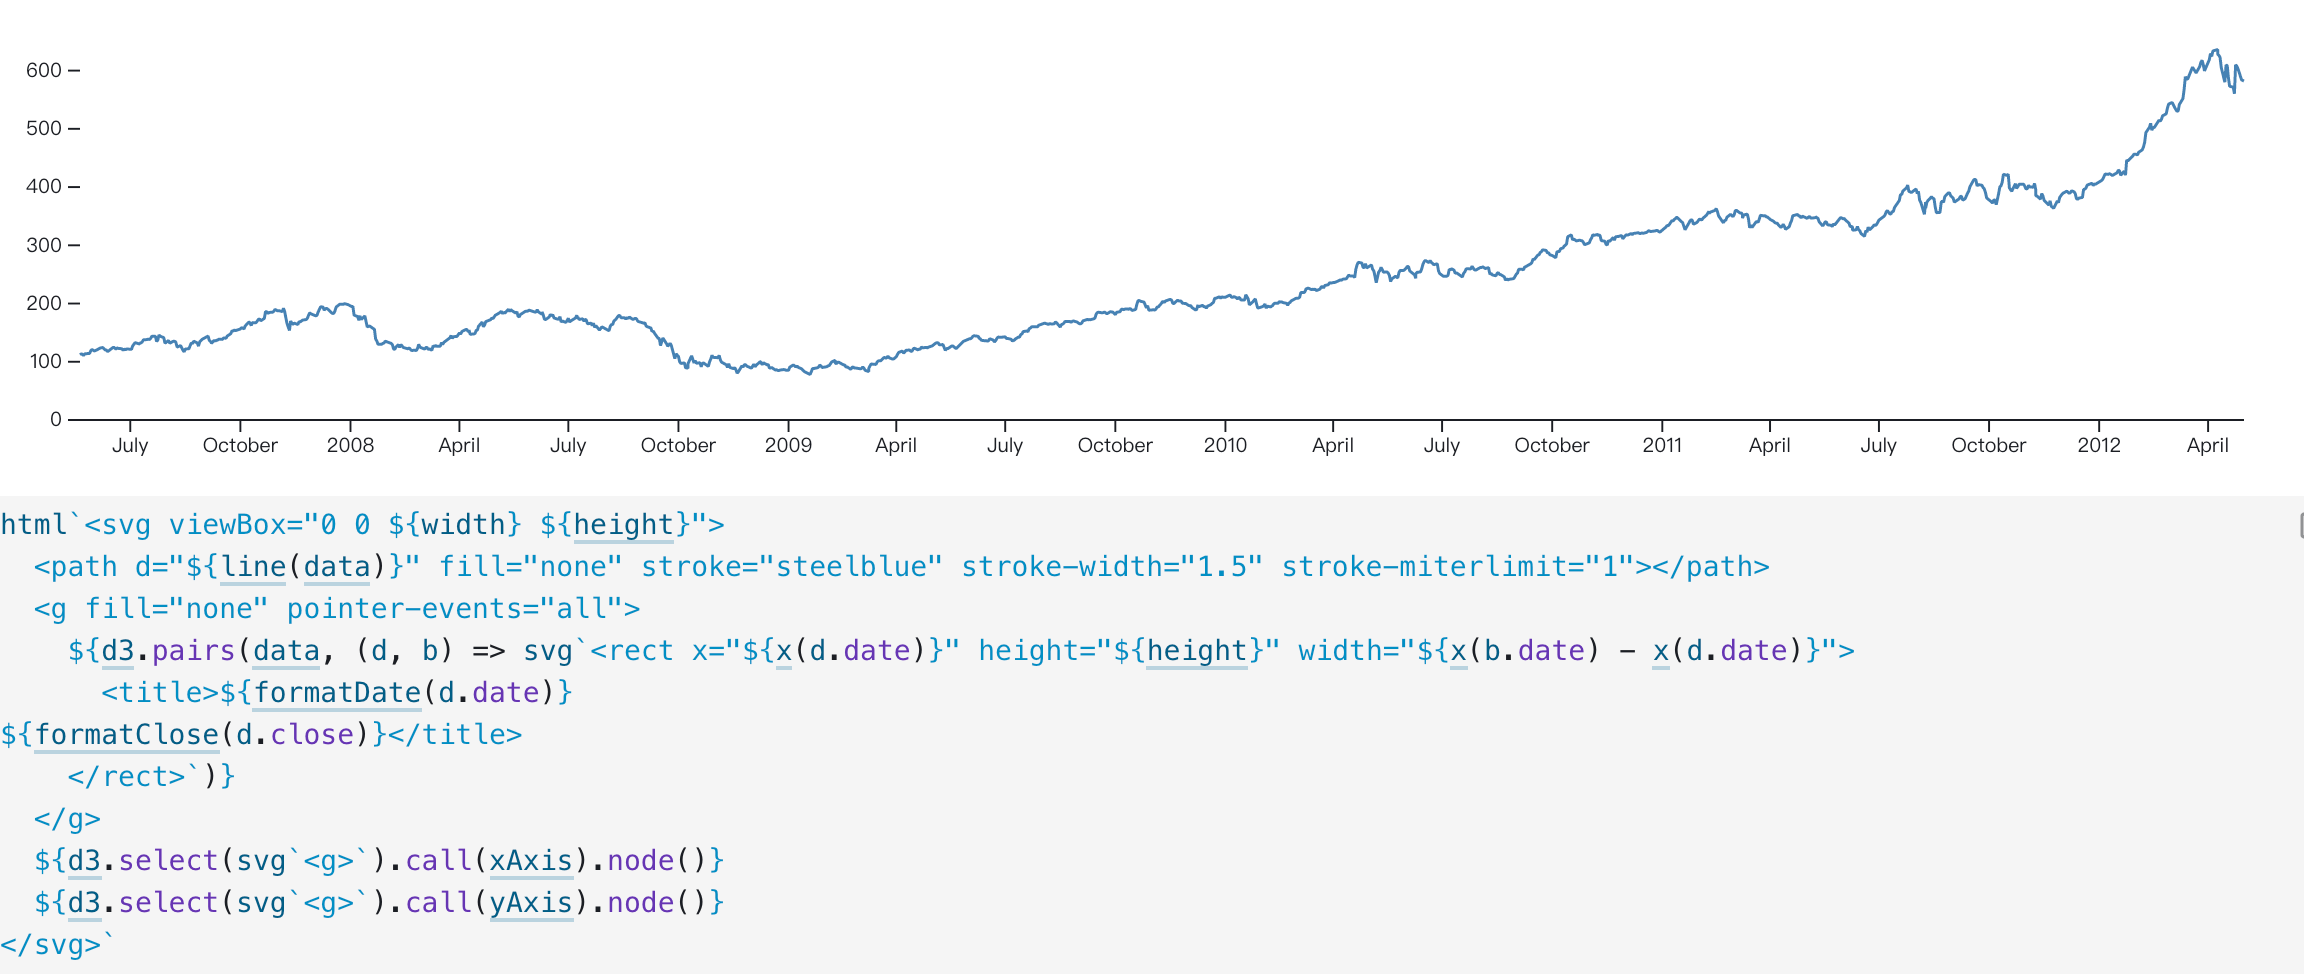 600
500
400
300
200
100
0
July October 2008 April July October 2009 April July October 2010 April July October 2011 April July October 2012 April
html`<svg viewBox="0 0 ${width} ${height}">
  <path d="${line(data)}" fill="none" stroke="steelblue" stroke-width="1.5" stroke-miterlimit="1"></path>
  <g fill="none" pointer-events="all">
    ${d3.pairs(data, (d, b) => svg`<rect x="${x(d.date)}" height="${height}" width="${x(b.date) - x(d.date)}">
      <title>${formatDate(d.date)}
${formatClose(d.close)}</title>
    </rect>`)}
  </g>
  ${d3.select(svg`<g>`).call(xAxis).node()}
  ${d3.select(svg`<g>`).call(yAxis).node()}
</svg>`